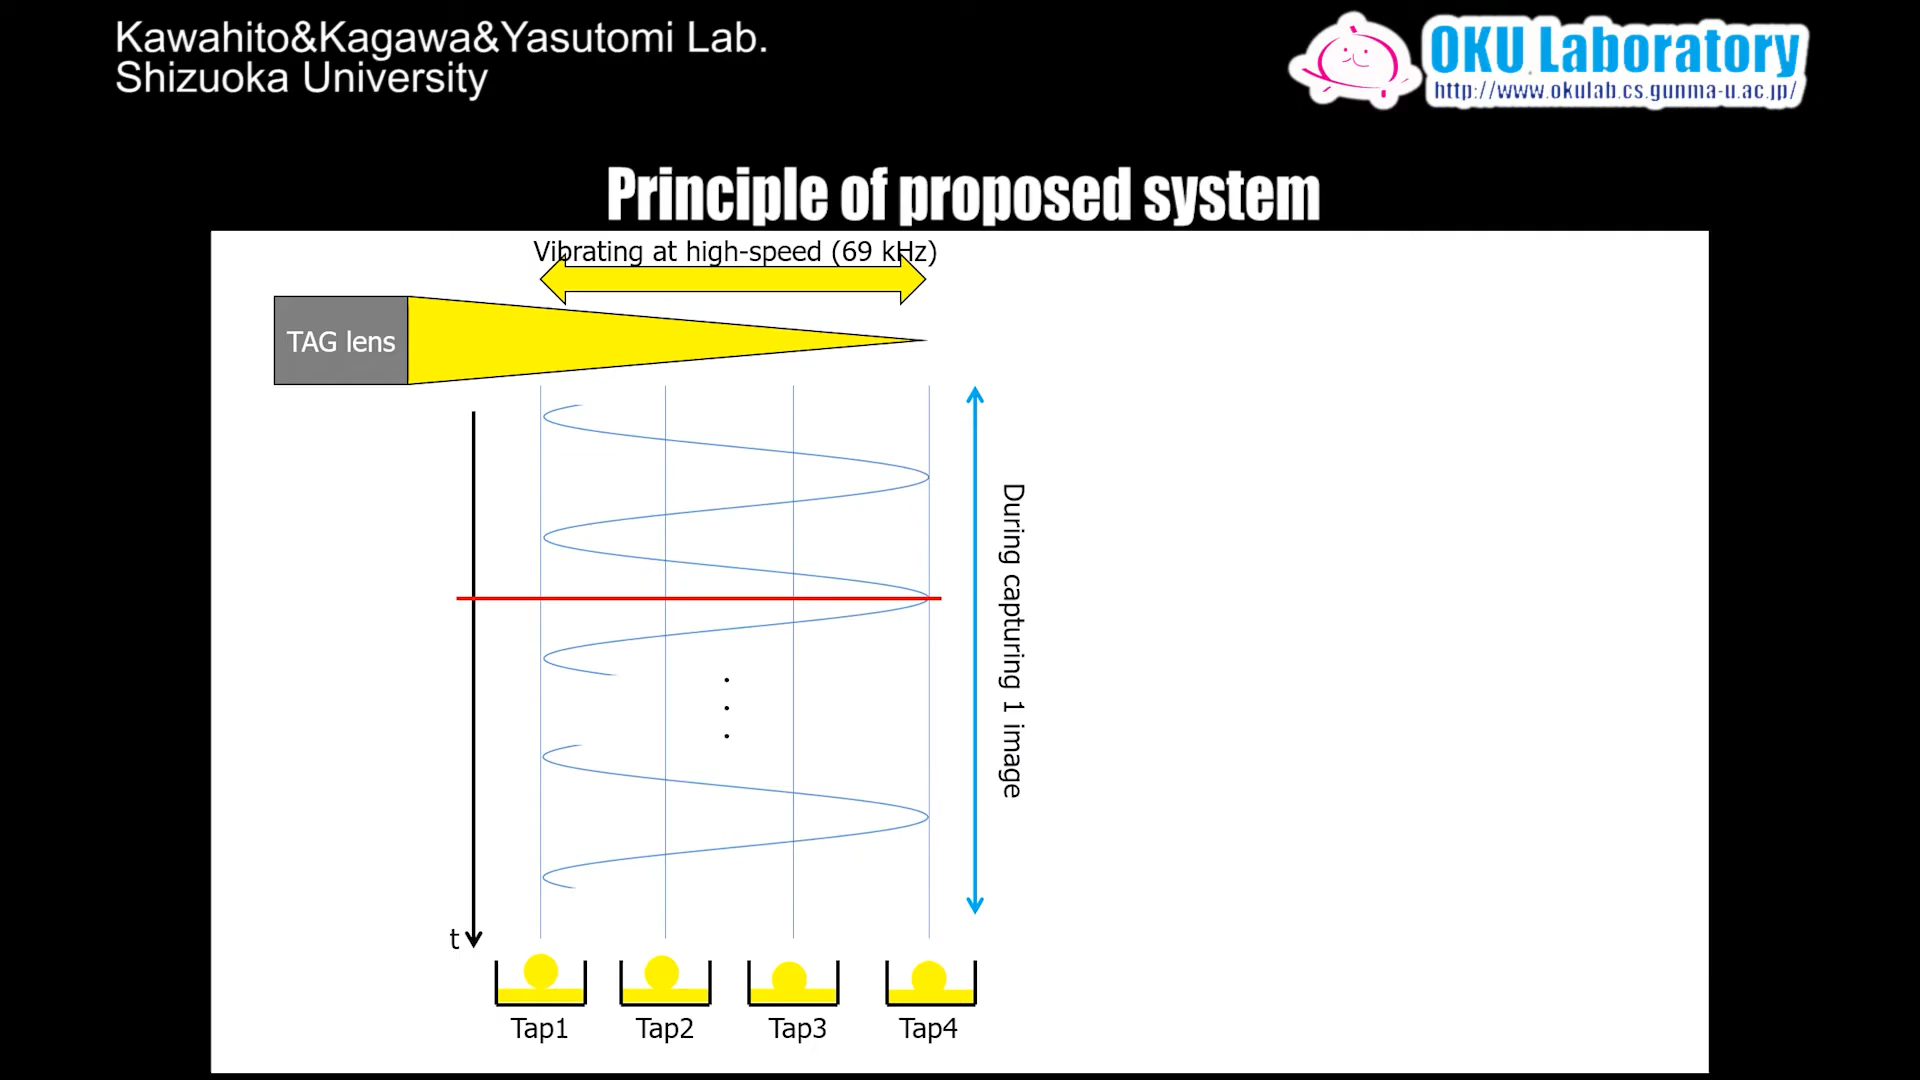 Kawahito&Kagawa&Yasutomi Lab.
Shizuoka University
OKU Laboratory
http://www.okulab.cs.gunma-u.ac.jp/
Principle of proposed system
Vibrating at high-speed (69 kHz)
TAG lens
During capturing 1 image
t
Tap1 Tap2 Tap3 Tap4